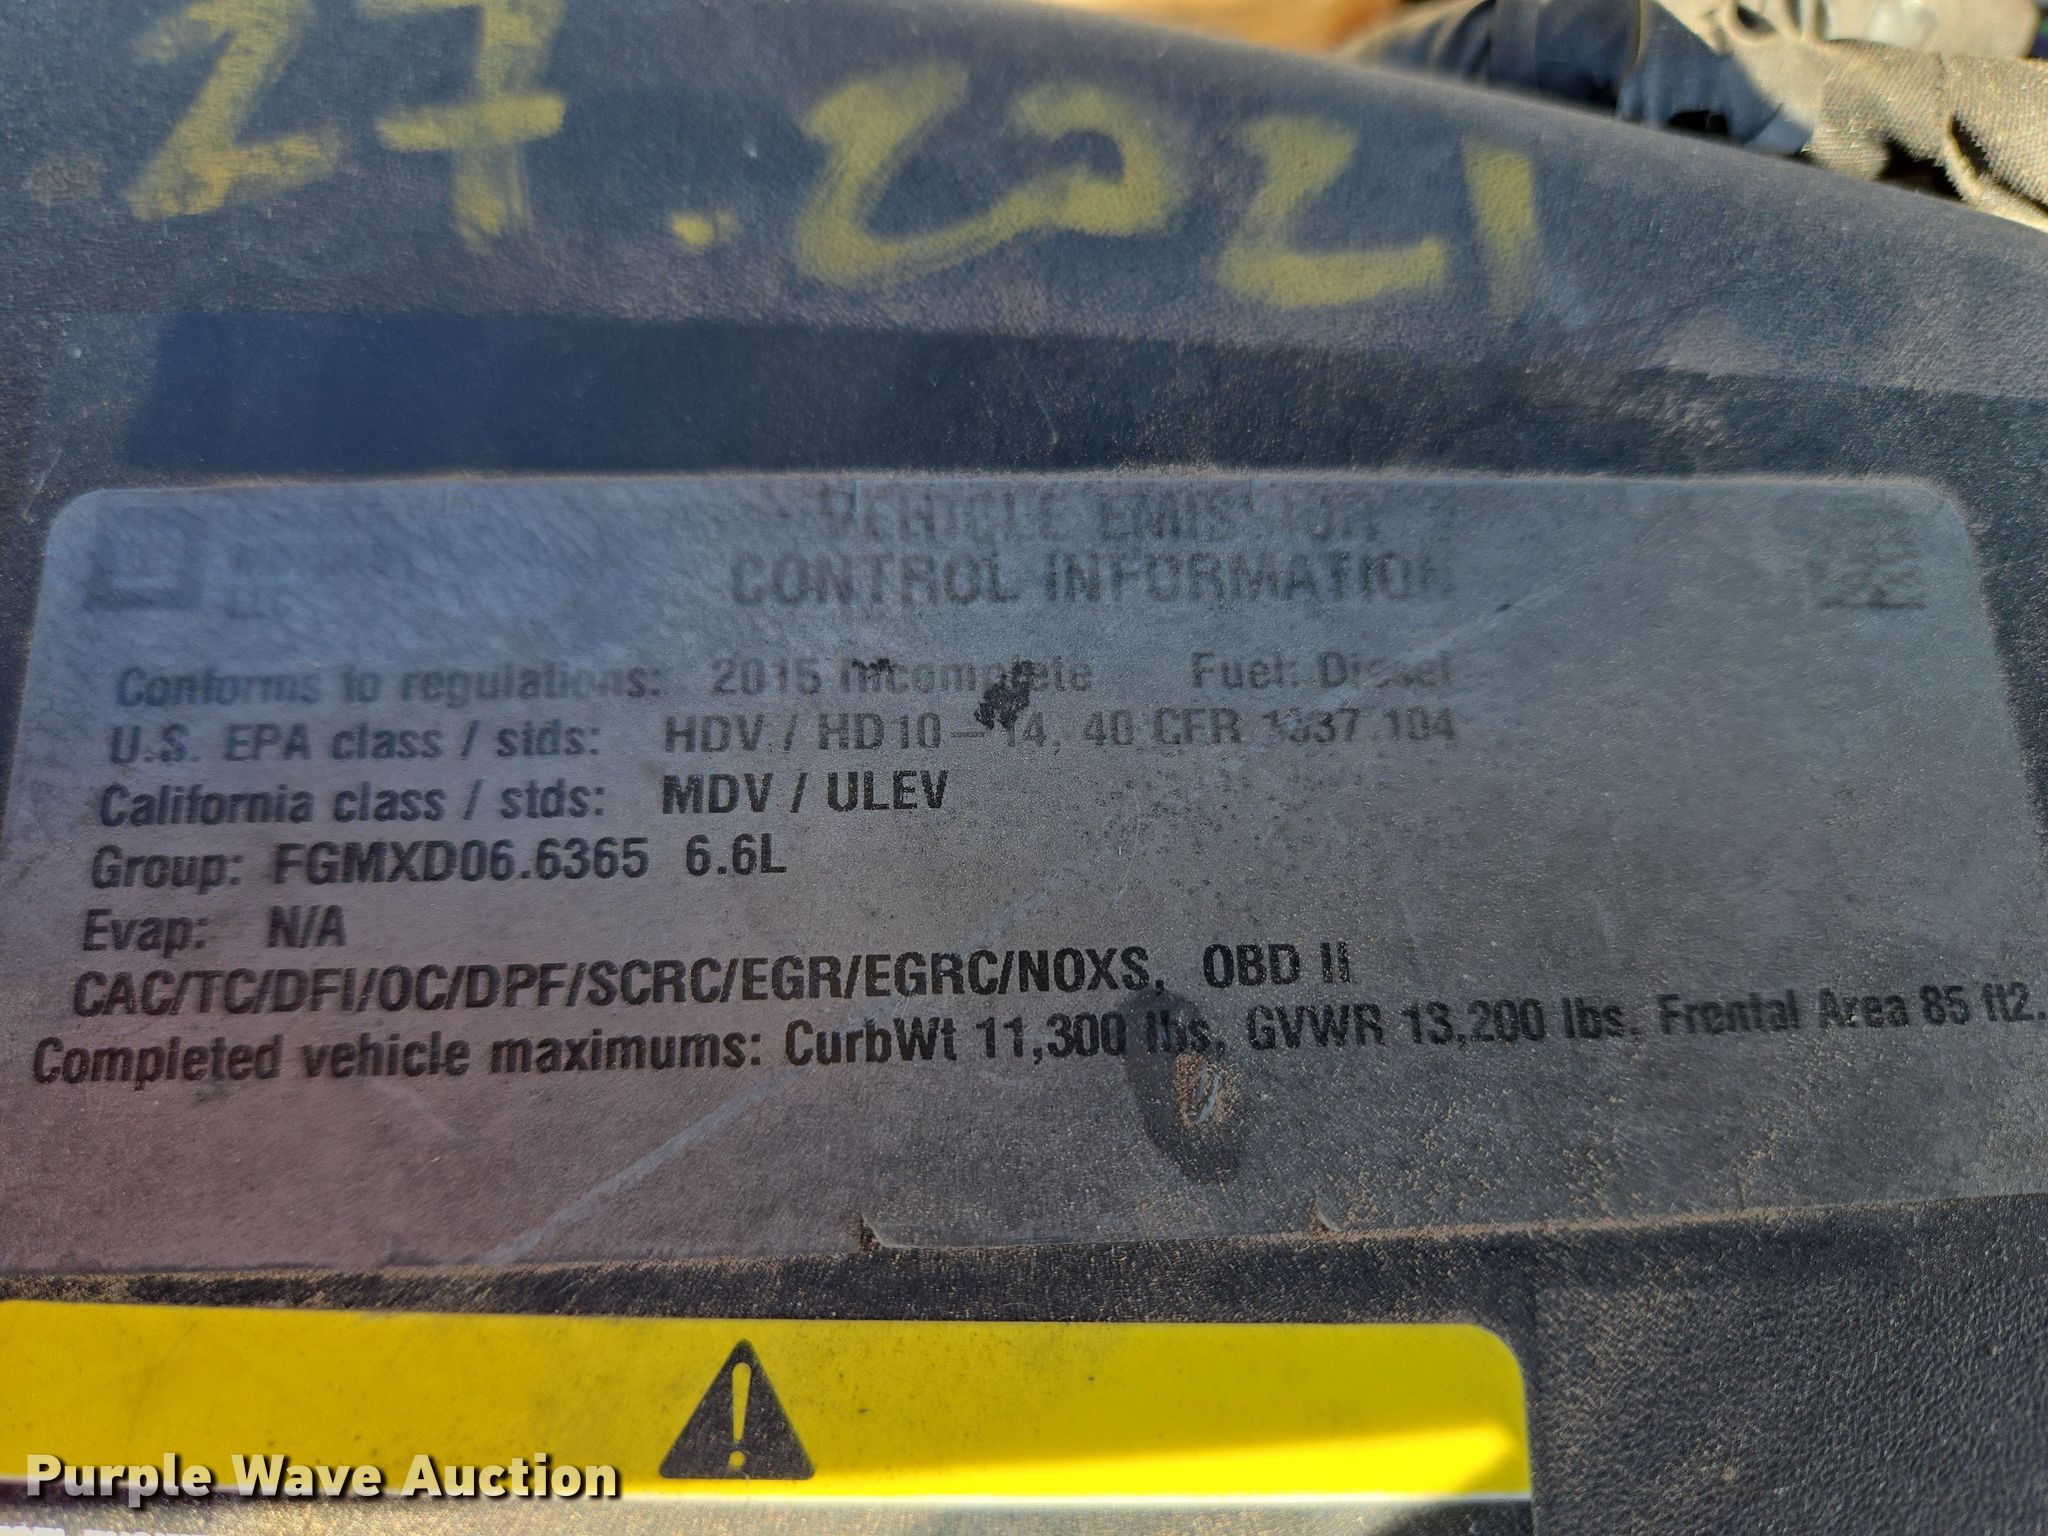 27.2021
VEHICLE EMISSION
CONTROL INFORMATION
Conforms to regulations: 2015 Incomplete Fuel: Diesel
U.S. EPA class / stds: HDV / HD10-14, 40 CFR 1037.104
California class / stds: MDV / ULEV
Group: FGMXD06.6365 6.6L
Evap: N/A
CAC/TC/DFI/OC/DPF/SCRC/EGR/EGRC/NOXS, OBD II
Completed vehicle maximums: CurbWt 11,300 lbs, GVWR 13,200 lbs. Frontal Area 85 ft2.
Purple Wave Auction